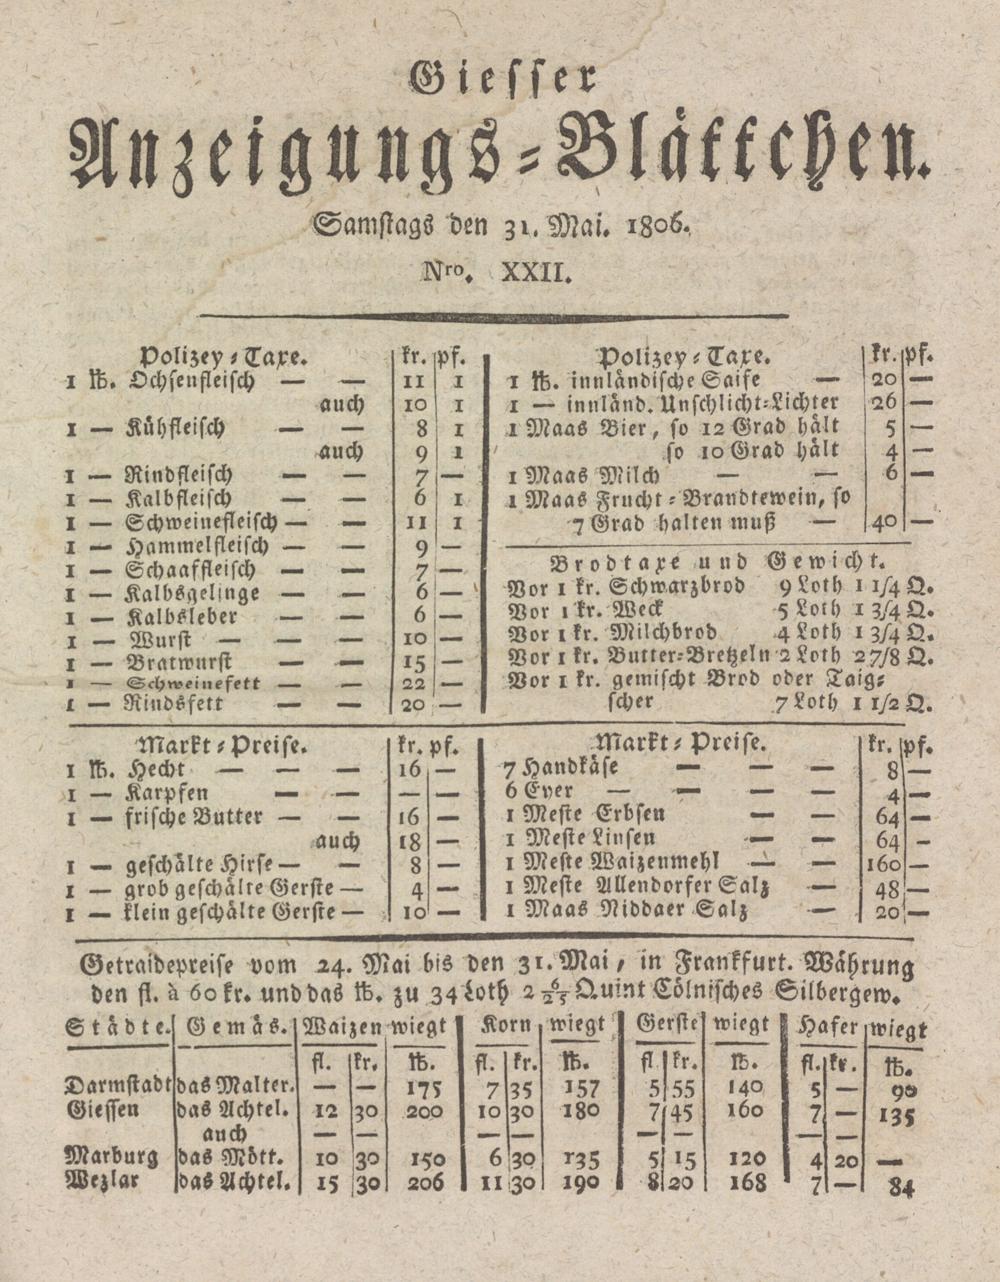 Giesser
Anzeigungs-Blättchen.
Samstags den 31. Mai. 1806.
Nro. XXII.
Polizey-Taxe. kr. pf.
1 ℔. Ochsenfleisch — — 11 1
auch 10 1
1 — Kühfleisch — — 8 1
auch 9 1
1 — Rindfleisch — — 7 —
1 — Kalbfleisch — — 6 1
1 — Schweinefleisch — — 11 1
1 — Hammelfleisch — — 9 —
1 — Schaaffleisch — — 7 —
1 — Kalbsgelinge — — 6 —
1 — Kalbsleber — — 6 —
1 — Wurst — — — 10 —
1 — Bratwurst — — 15 —
1 — Schweinefett — — 22 —
1 — Rindsfett — — 20 —
Polizey-Taxe. kr. pf.
1 ℔. innländische Saife — 20 —
1 — innländ. Unschlicht-Lichter 26 —
1 Maas Bier, so 12 Grad hält 5 —
so 10 Grad hält 4 —
1 Maas Milch — — 6 —
1 Maas Frucht-Brandtewein, so
7 Grad halten muß — 40 —
Brodtaxe und Gewicht.
Vor 1 kr. Schwarzbrod 9 Loth 1 1/4 Q.
Vor 1 kr. Weck 5 Loth 1 3/4 Q.
Vor 1 kr. Milchbrod 4 Loth 1 3/4 Q.
Vor 1 kr. Butter-Bretzeln 2 Loth 2 7/8 Q.
Vor 1 kr. gemischt Brod oder Taig-
scher 7 Loth 1 1/2 Q.
Markt-Preise. kr. pf.
1 ℔. Hecht — — — 16 —
1 — Karpfen — — — —
1 — frische Butter — — 16 —
auch 18 —
1 — geschälte Hirse — — 8 —
1 — grob geschälte Gerste — 4 —
1 — klein geschälte Gerste — 10 —
Markt-Preise. kr. pf.
7 Handkäse — — — 8 —
6 Eyer — — — — 4 —
1 Meste Erbsen — — 64 —
1 Meste Linsen — — 64 —
1 Meste Waizenmehl — — 160 —
1 Meste Allendorfer Salz — 48 —
1 Maas Niddaer Salz — 20 —
Getraidepreise vom 24. Mai bis den 31. Mai, in Frankfurt. Währung
den fl. à 60 kr. und das ℔. zu 34 Loth 2 6/25 Quint Cölnisches Silbergew.
Städte. Gemäs. Waizen wiegt Korn wiegt Gerste wiegt Hafer wiegt
fl. kr. ℔. fl. kr. ℔. fl. kr. ℔. fl. kr. ℔.
Darmstadt das Malter. — — 175 7 35 157 5 55 140 5 — 90
Giessen das Achtel. 12 30 200 10 30 180 7 45 160 7 — 135
auch — — — — — — — —
Marburg das Mött. 10 30 150 6 30 135 5 15 120 4 20 —
Wezlar das Achtel. 15 30 206 11 30 190 8 20 168 7 — 84